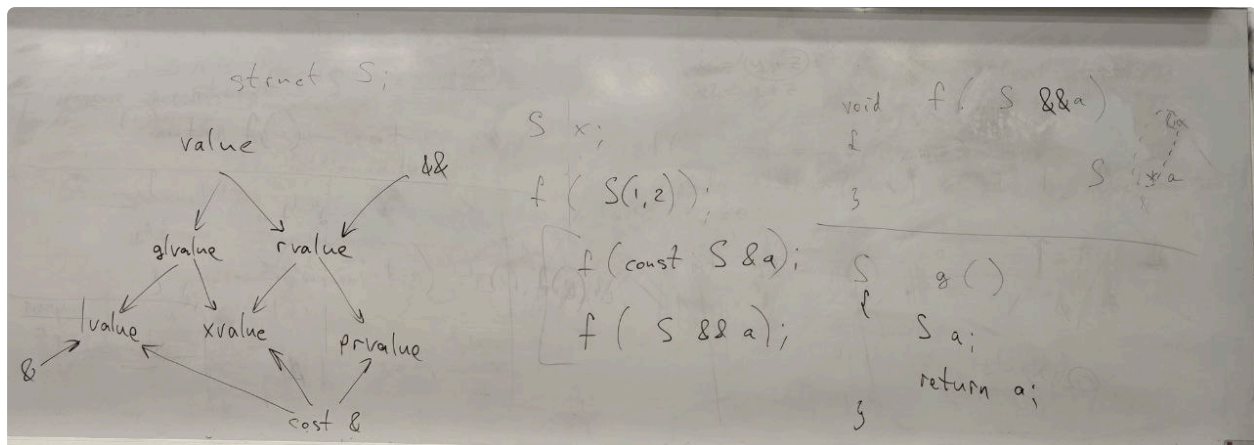 struct S;
value
&&
glvalue rvalue
lvalue xvalue prvalue
&
cost &
S x;
f ( S(1,2));
f (const S &a);
f ( S && a);
void f( S &&a)
{
}
S *a
S g ()
{
S a;
return a;
}